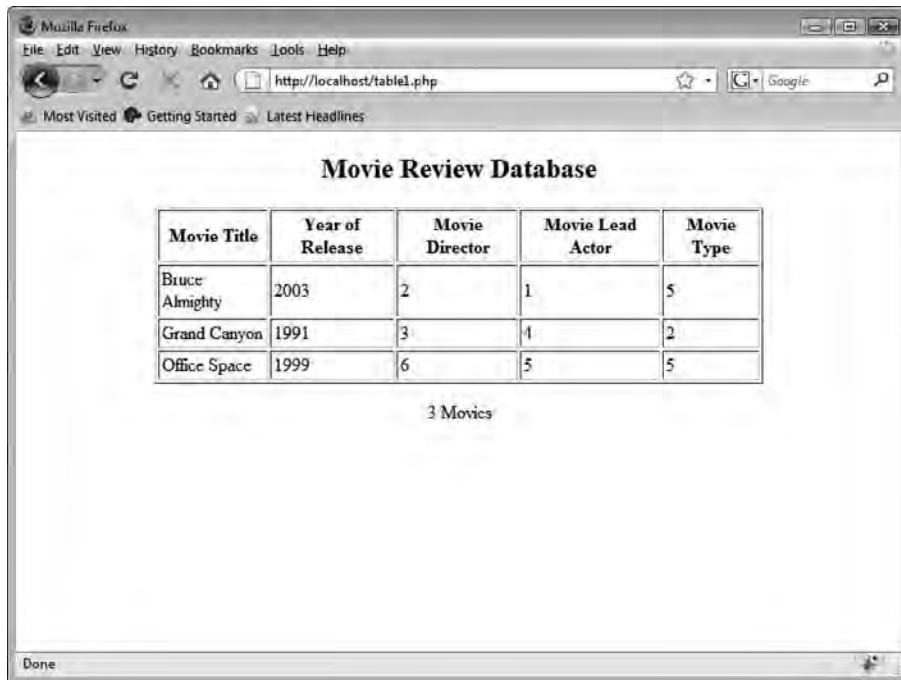 Mozilla Firefox
File Edit View History Bookmarks Tools Help
http://localhost/table1.php
G Google
Most Visited Getting Started Latest Headlines
Movie Review Database
Movie Title Year of Release Movie Director Movie Lead Actor Movie Type
Bruce Almighty 2003 2 1 5
Grand Canyon 1991 3 4 2
Office Space 1999 6 5 5
3 Movies
Done